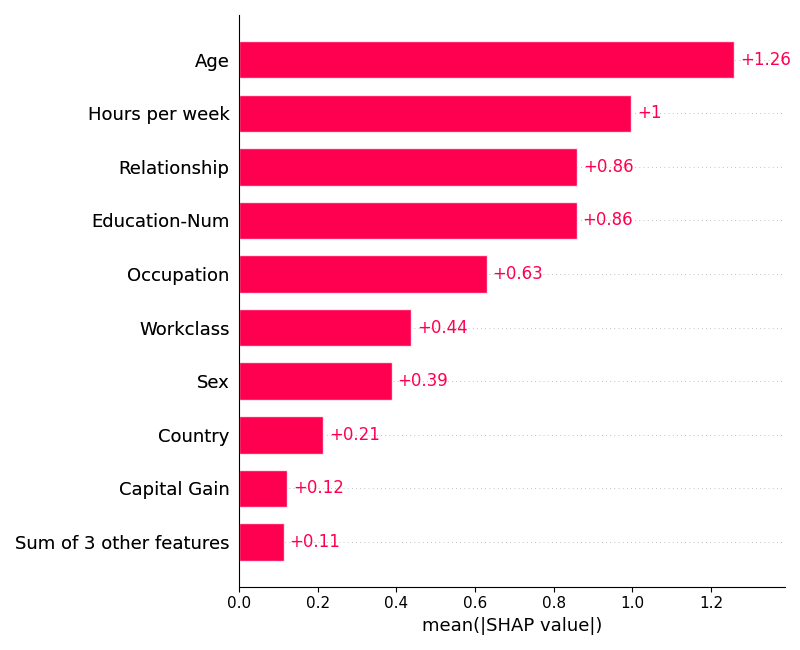 Age +1.26
Hours per week +1
Relationship +0.86
Education-Num +0.86
Occupation +0.63
Workclass +0.44
Sex +0.39
Country +0.21
Capital Gain +0.12
Sum of 3 other features +0.11
0.0 0.2 0.4 0.6 0.8 1.0 1.2
mean(|SHAP value|)